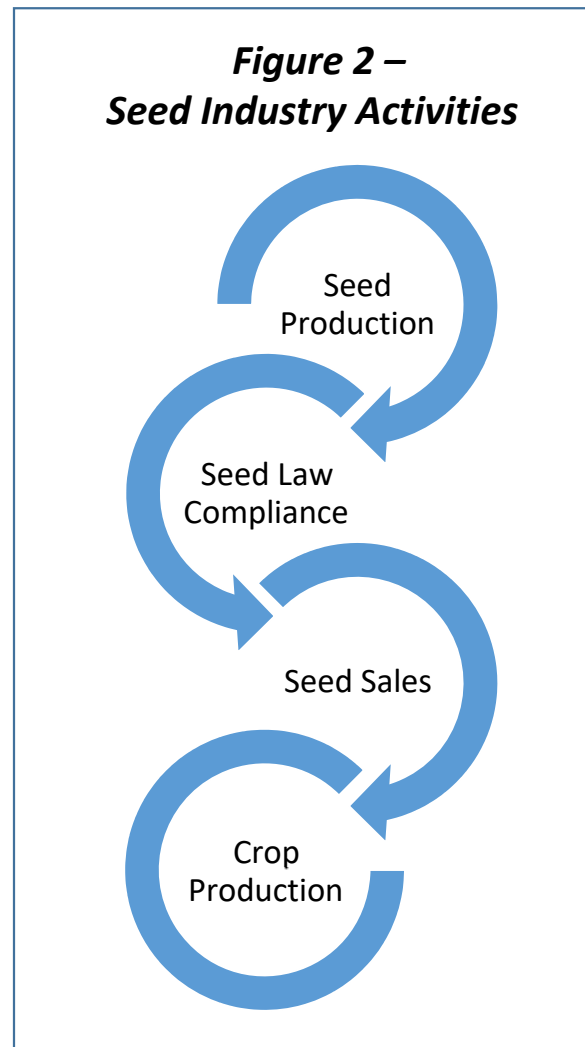 Figure 2 –
Seed Industry Activities
Seed
Production
Seed Law
Compliance
Seed Sales
Crop
Production